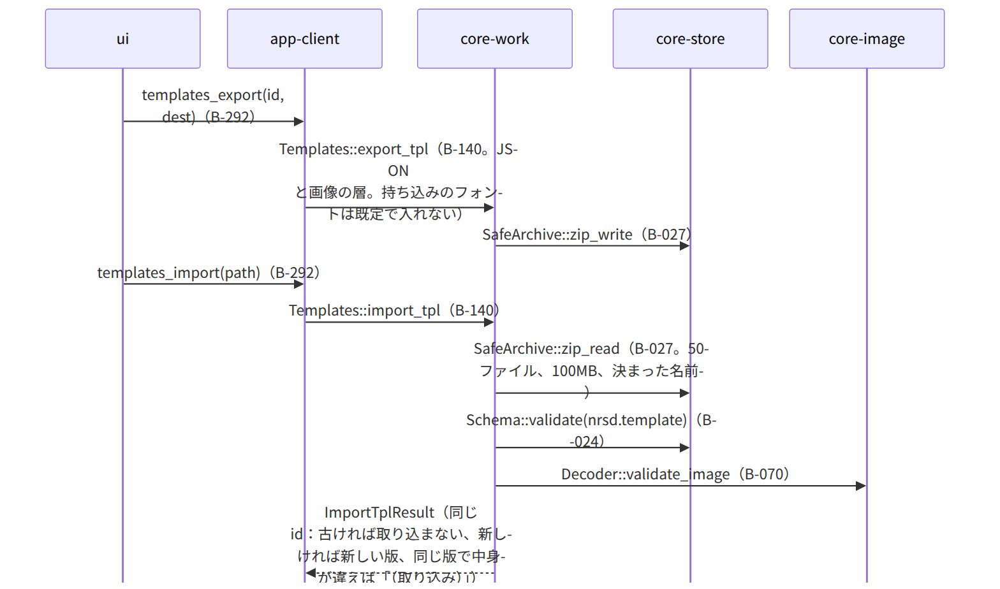 ui
app-client
core-work
core-store
core-image
templates_export(id,
dest)（B-292）
Templates::export_tpl（B-140。JS-
ON
と画像の層。持ち込みのフォン-
トは既定で入れない）
SafeArchive::zip_write（B-027）
templates_import(path)（B-292）
Templates::import_tpl（B-140）
SafeArchive::zip_read（B-027。50-
ファイル、100MB、決まった名前-
）
Schema::validate(nrsd.template)（B-
-024）
Decoder::validate_image（B-070）
ImportTplResult（同じ
id：古ければ取り込まない、新し-
ければ新しい版、同じ版で中身-
が違えば「（取り込み）」）